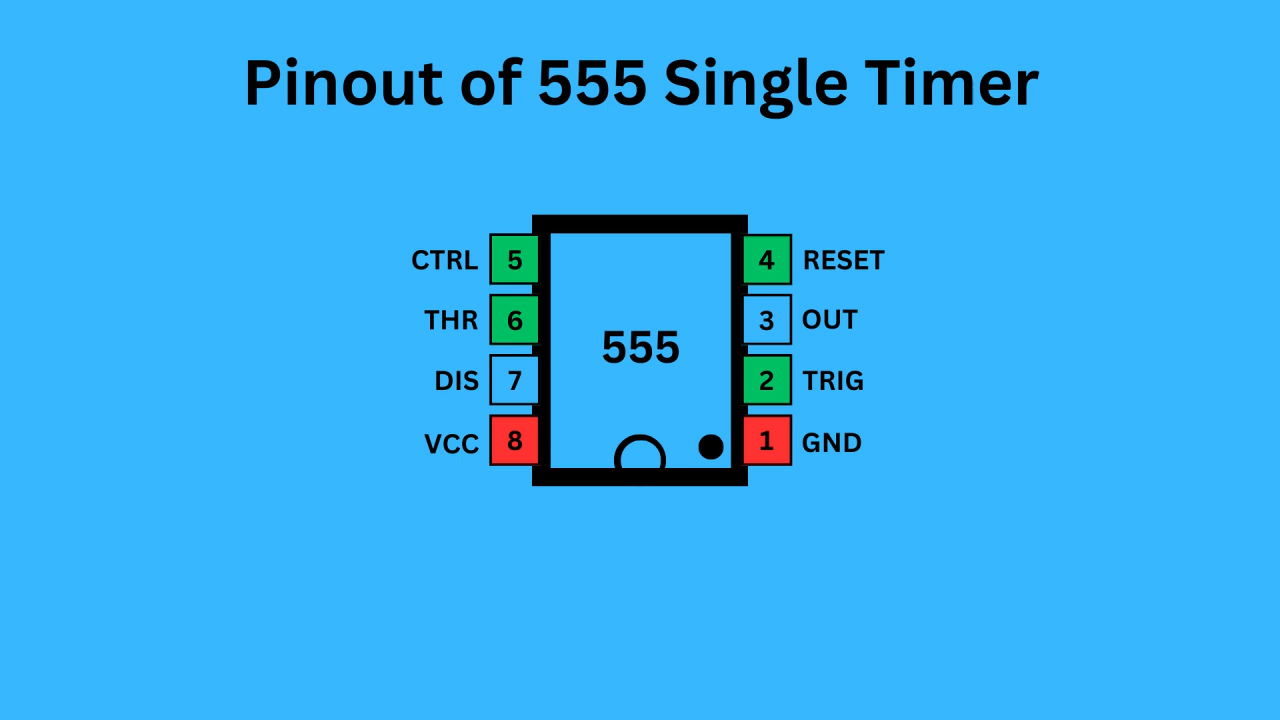 Pinout of 555 Single Timer
CTRL 5 4 RESET
THR 6 3 OUT
555
DIS 7 2 TRIG
VCC 8 1 GND